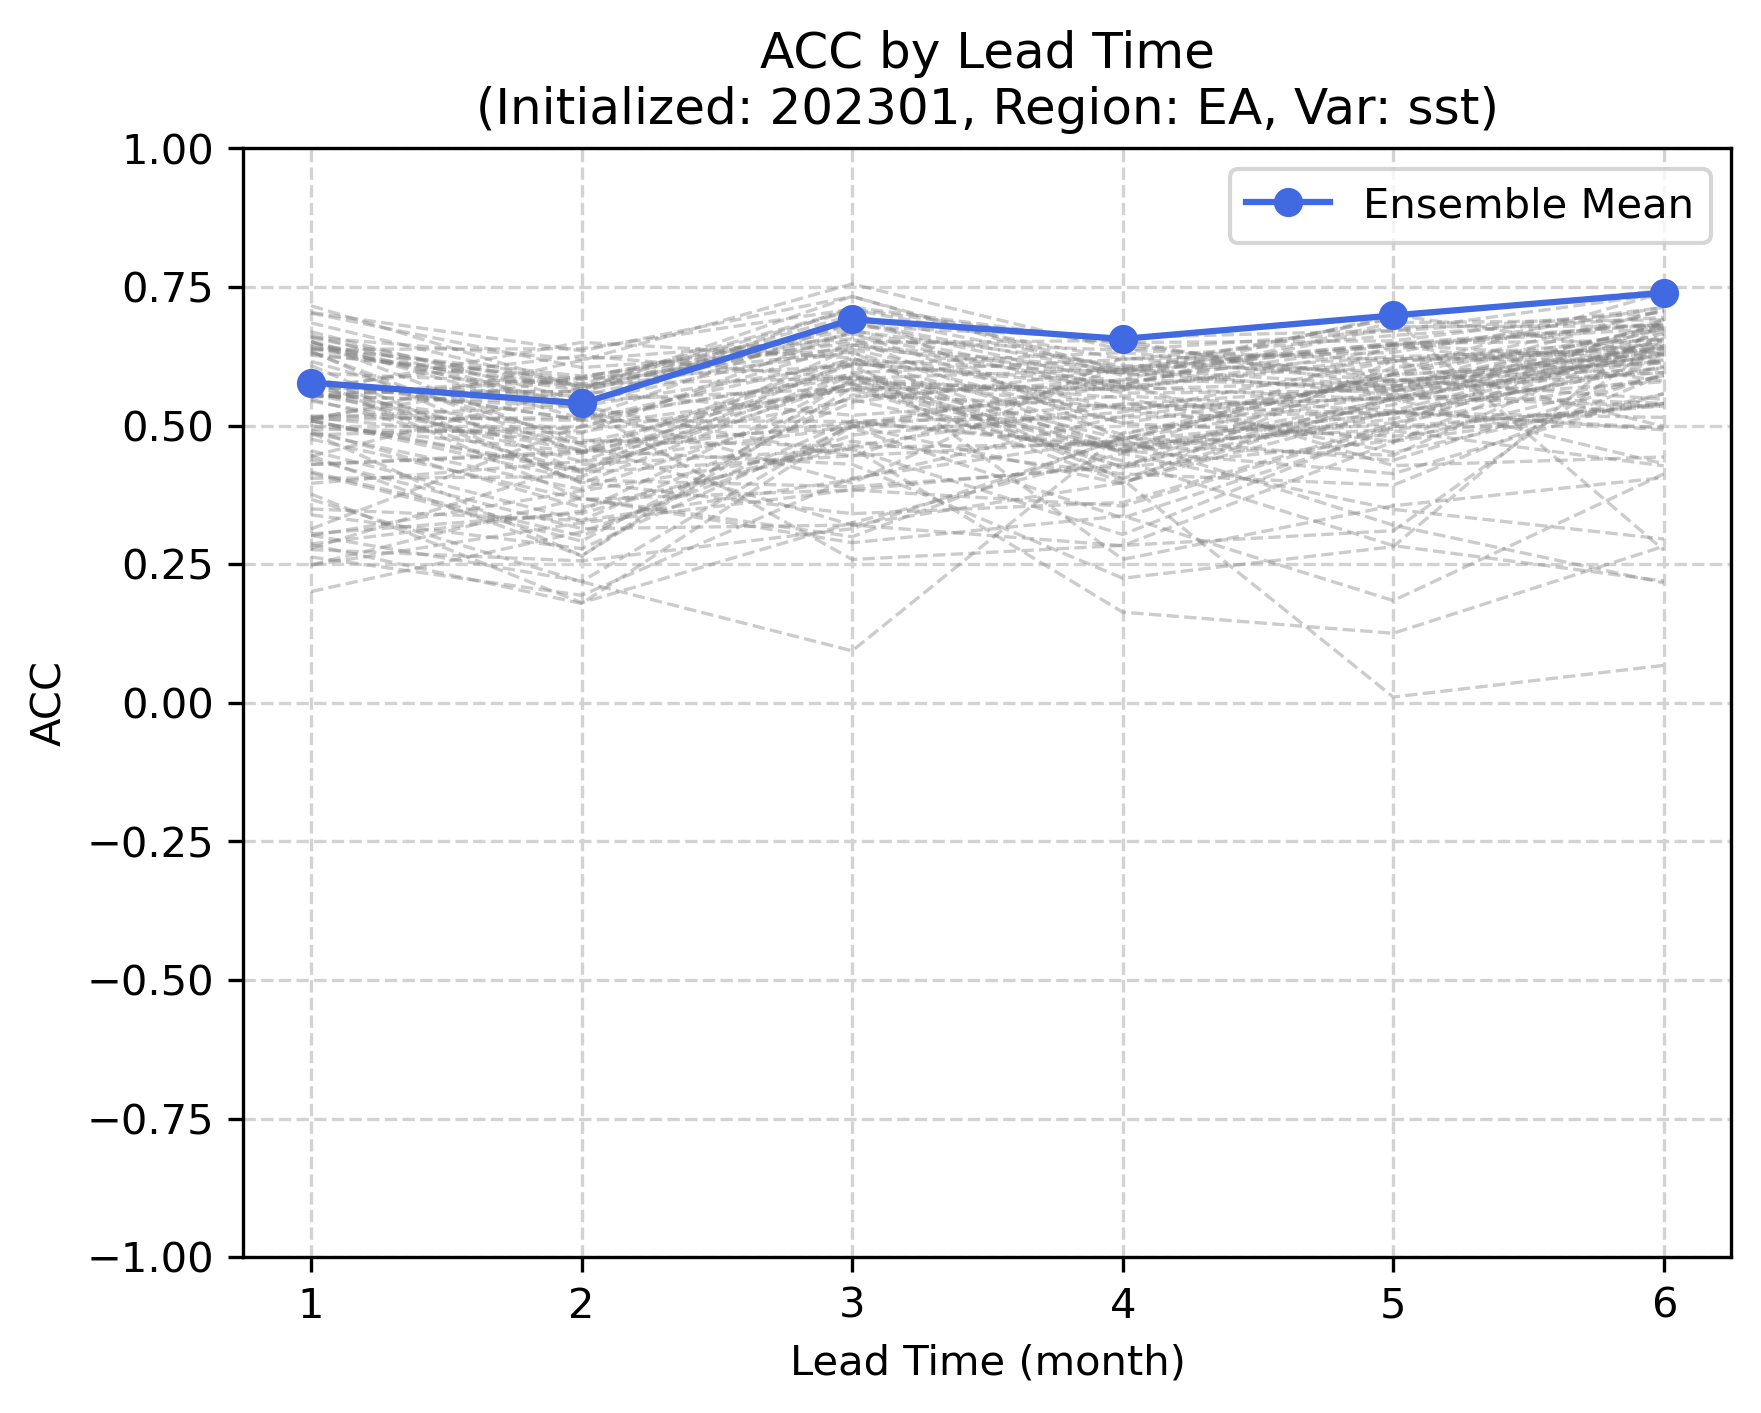 ACC by Lead Time
(Initialized: 202301, Region: EA, Var: sst)
Ensemble Mean
1.00
0.75
0.50
0.25
0.00
−0.25
−0.50
−0.75
−1.00
ACC
1 2 3 4 5 6
Lead Time (month)